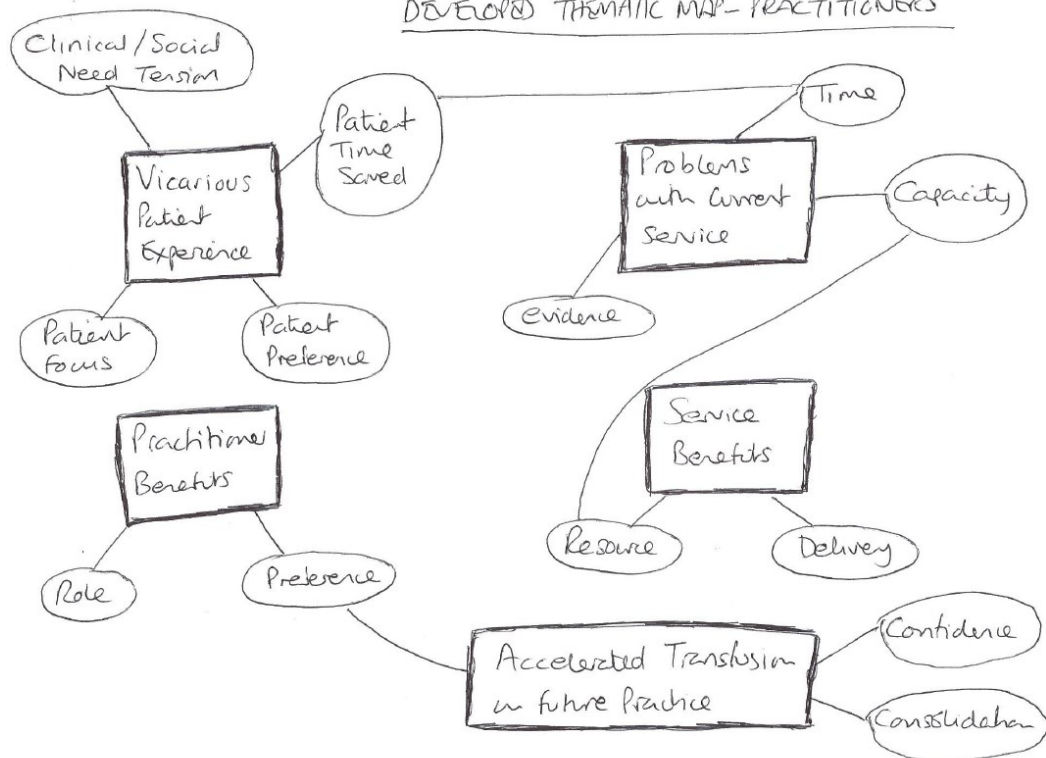 DEVELOPED THEMATIC MAP - PRACTITIONERS
Clinical/Social
Need Tension
Patient
Time
Saved
Time
Vicarious
Patient
Experience
Problems
with Current
Service
Capacity
Patient
Focus
Patient
Preference
evidence
Practitioner
Benefits
Service
Benefits
Role
Preference
Resource
Delivery
Accelerated Transfusion
in future Practice
Confidence
Consolidation